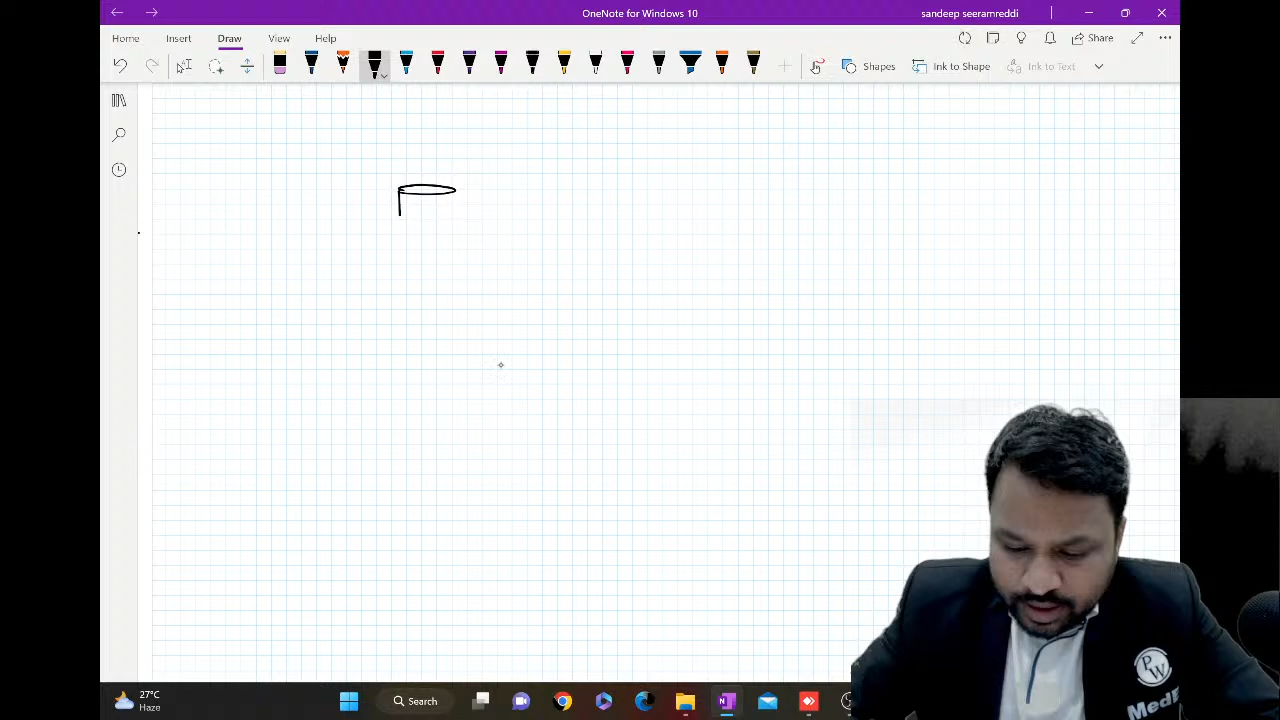 OneNote for Windows 10
sandeep seeramreddi
Home
Insert
Draw
View
Help
Share
Shapes
Ink to Shape
Ink to Text
27°C
Haze
Search
PW